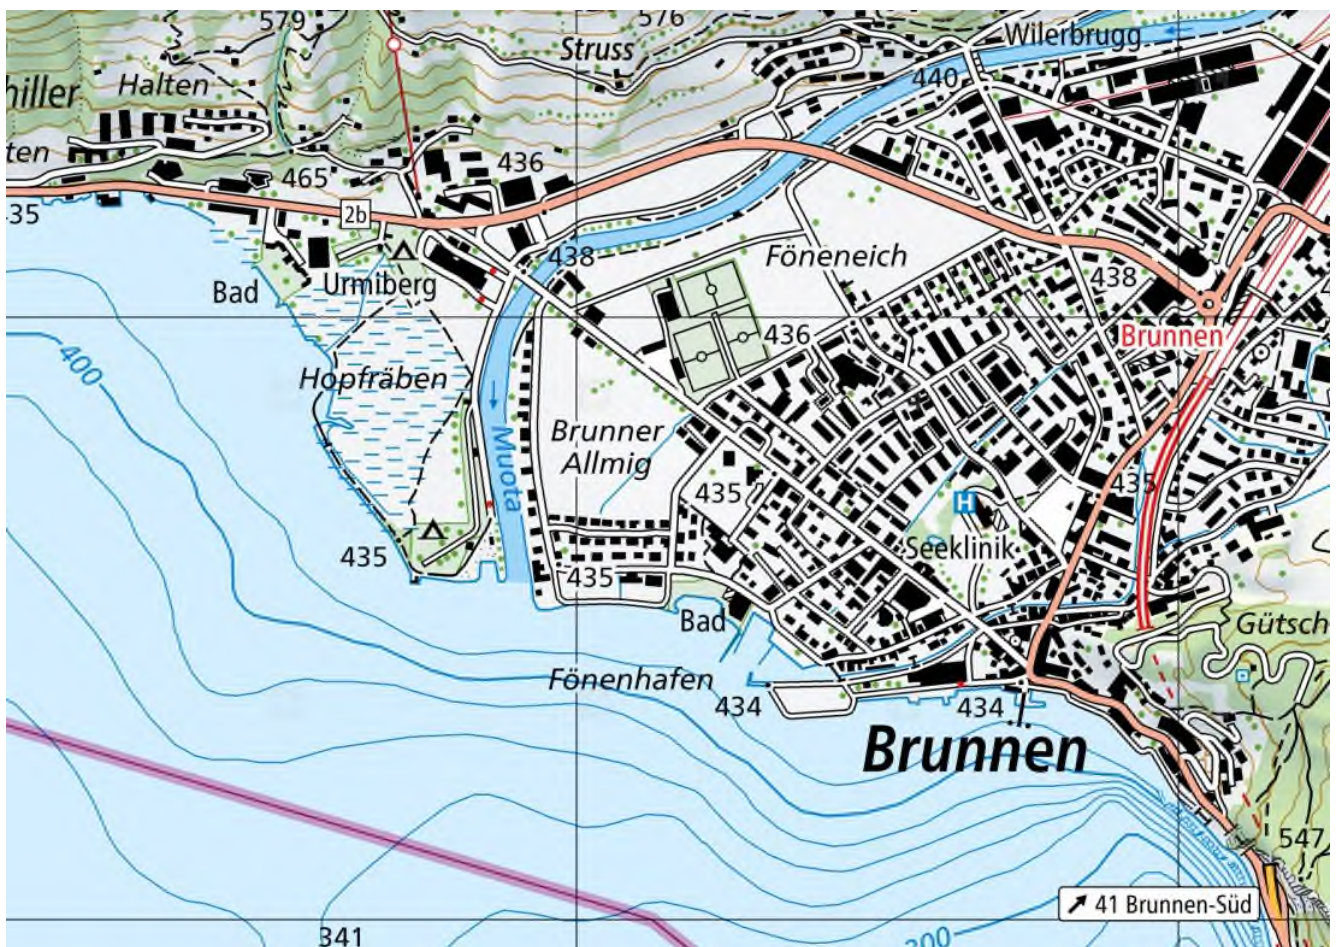 579
576
Struss
Wilerbrugg
Halten
hiller
440
ten
436
465
35
2b
438
Föneneich
Bad
Urmiberg
438
436
Brunnen
400
Hopfräben
Muota
Brunner
Allmig
435
435
H
Seeklinik
435
435
Bad
Gütsch
Fönenhafen
434
434
Brunnen
547
41 Brunnen-Süd
341
300